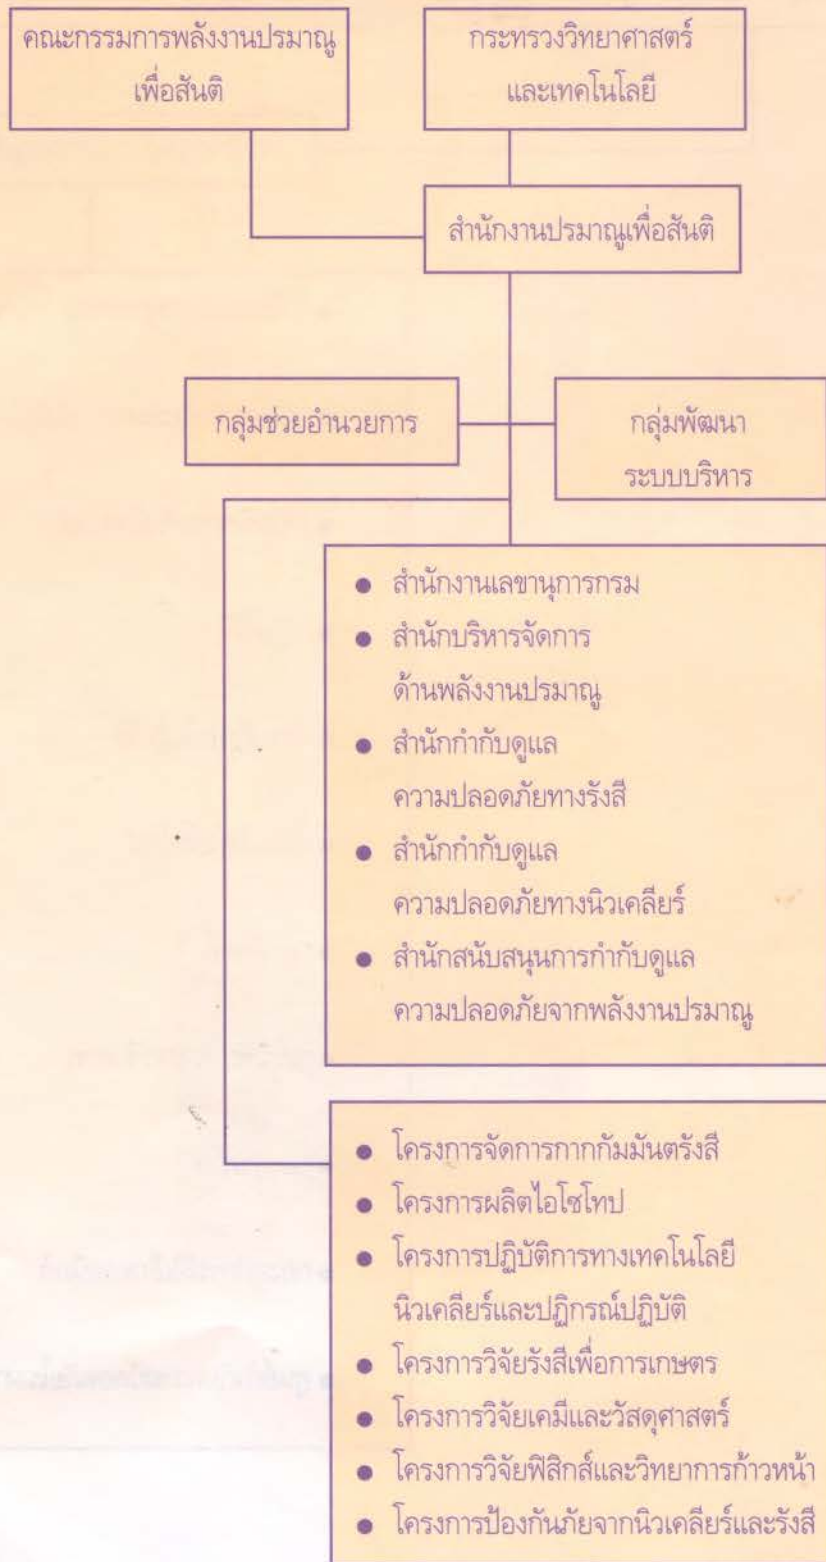 คณะกรรมการพลังงานปรมาณู
เพื่อสันติ
กระทรวงวิทยาศาสตร์
และเทคโนโลยี
สำนักงานปรมาณูเพื่อสันติ
กลุ่มช่วยอำนวยการ
กลุ่มพัฒนา
ระบบบริหาร
● สำนักงานเลขานุการกรม
● สำนักบริหารจัดการ
ด้านพลังงานปรมาณู
● สำนักกำกับดูแล
ความปลอดภัยทางรังสี
● สำนักกำกับดูแล
ความปลอดภัยทางนิวเคลียร์
● สำนักสนับสนุนการกำกับดูแล
ความปลอดภัยจากพลังงานปรมาณู
● โครงการจัดการกากกัมมันตรังสี
● โครงการผลิตไอโซโทป
● โครงการปฏิบัติการทางเทคโนโลยี
นิวเคลียร์และปฏิกรณ์ปฏิบัติ
● โครงการวิจัยรังสีเพื่อการเกษตร
● โครงการวิจัยเคมีและวัสดุศาสตร์
● โครงการวิจัยฟิสิกส์และวิทยาการก้าวหน้า
● โครงการป้องกันภัยจากนิวเคลียร์และรังสี